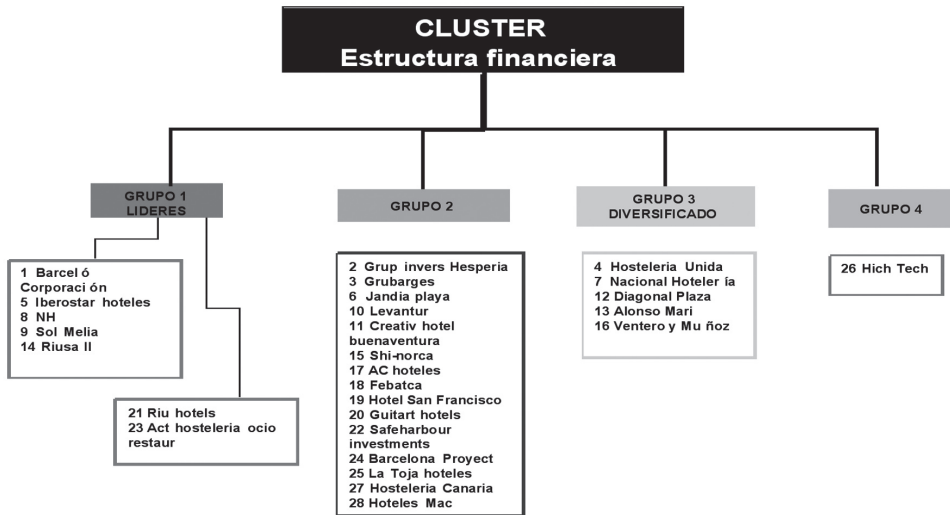 CLUSTER
Estructura financiera
GRUPO 1
LIDERES
GRUPO 2
GRUPO 3
DIVERSIFICADO
GRUPO 4
1 Barcel ó
Corporaci ón
5 Iberostar hoteles
8 NH
9 Sol Melia
14 Riusa II
21 Riu hotels
23 Act hosteleria ocio
restaur
2 Grup invers Hesperia
3 Grubarges
6 Jandia playa
10 Levantur
11 Creativ hotel
buenaventura
15 Shi-norca
17 AC hoteles
18 Febatca
19 Hotel San Francisco
20 Guitart hotels
22 Safeharbour
investments
24 Barcelona Proyect
25 La Toja hoteles
27 Hosteleria Canaria
28 Hoteles Mac
4 Hosteleria Unida
7 Nacional Hoteler ía
12 Diagonal Plaza
13 Alonso Mari
16 Ventero y Mu ñoz
26 Hich Tech